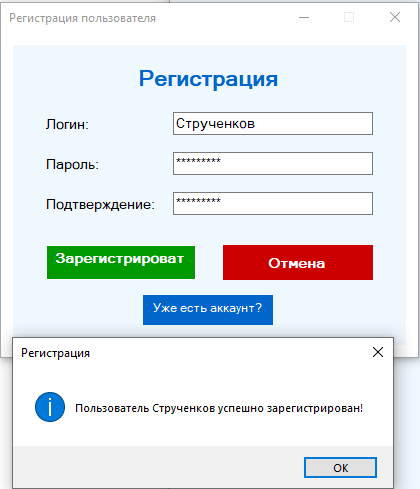 Регистрация пользователя
Регистрация
Логин:
Струченков
Пароль:
*********
Подтверждение:
*********
Зарегистрироват
Отмена
Уже есть аккаунт?
Регистрация
Пользователь Струченков успешно зарегистрирован!
OK